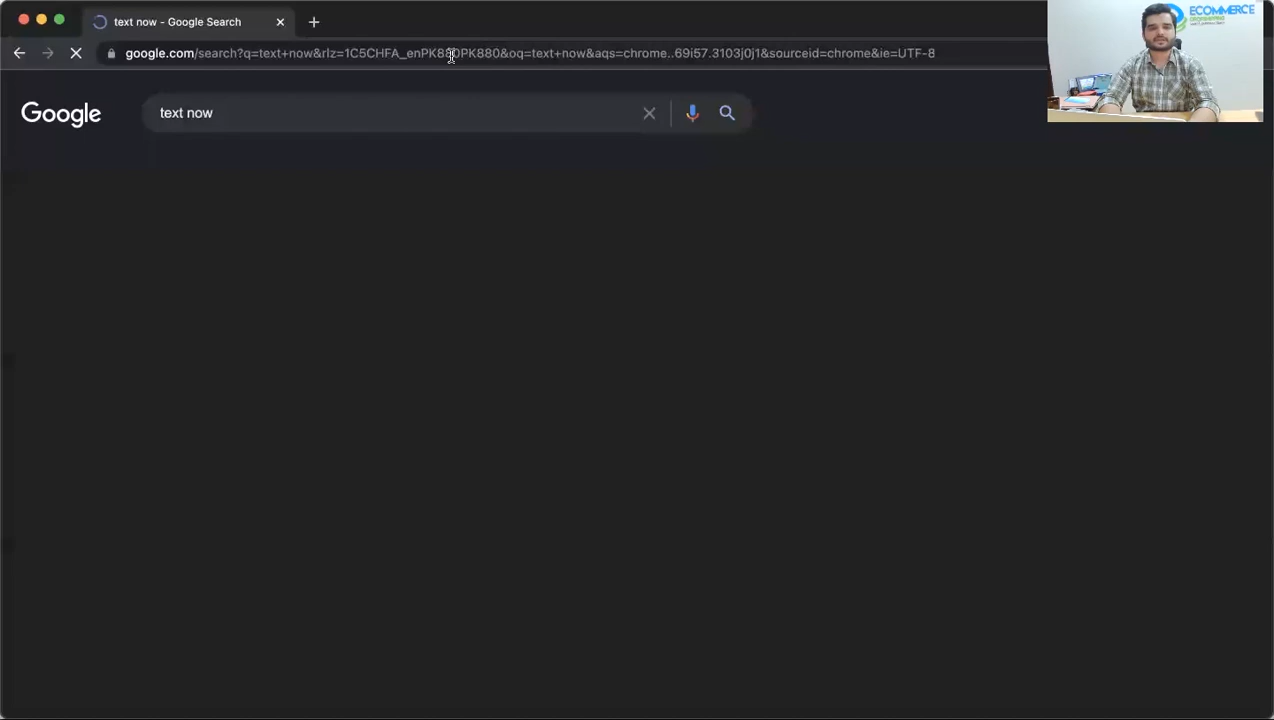 text now - Google Search
google.com/search?q=text+now&rlz=1C5CHFA_enPK880PK880&oq=text+now&aqs=chrome..69i57.3103j0j1&sourceid=chrome&ie=UTF-8
Google
text now
ECOMMERCE